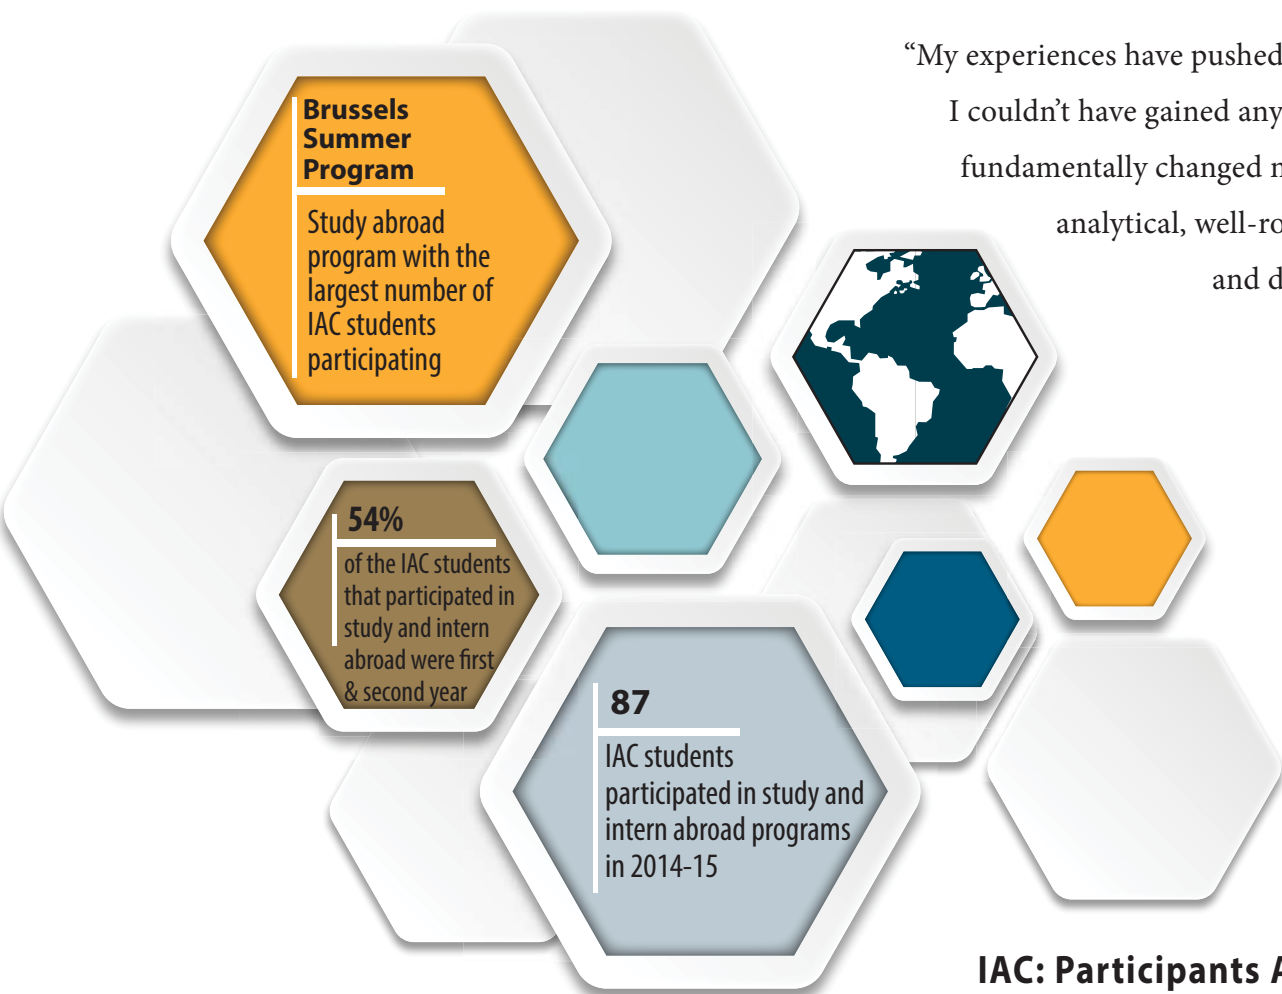 Brussels
Summer
Program
Study abroad
program with the
largest number of
IAC students
participating
“My experiences have pushed
I couldn’t have gained any
fundamentally changed
analytical,
and
54%
of the IAC students
that participated in
study and intern
abroad were first
& second year
87
IAC students
participated in study and
intern abroad programs
in 2014-15
IAC: Participants